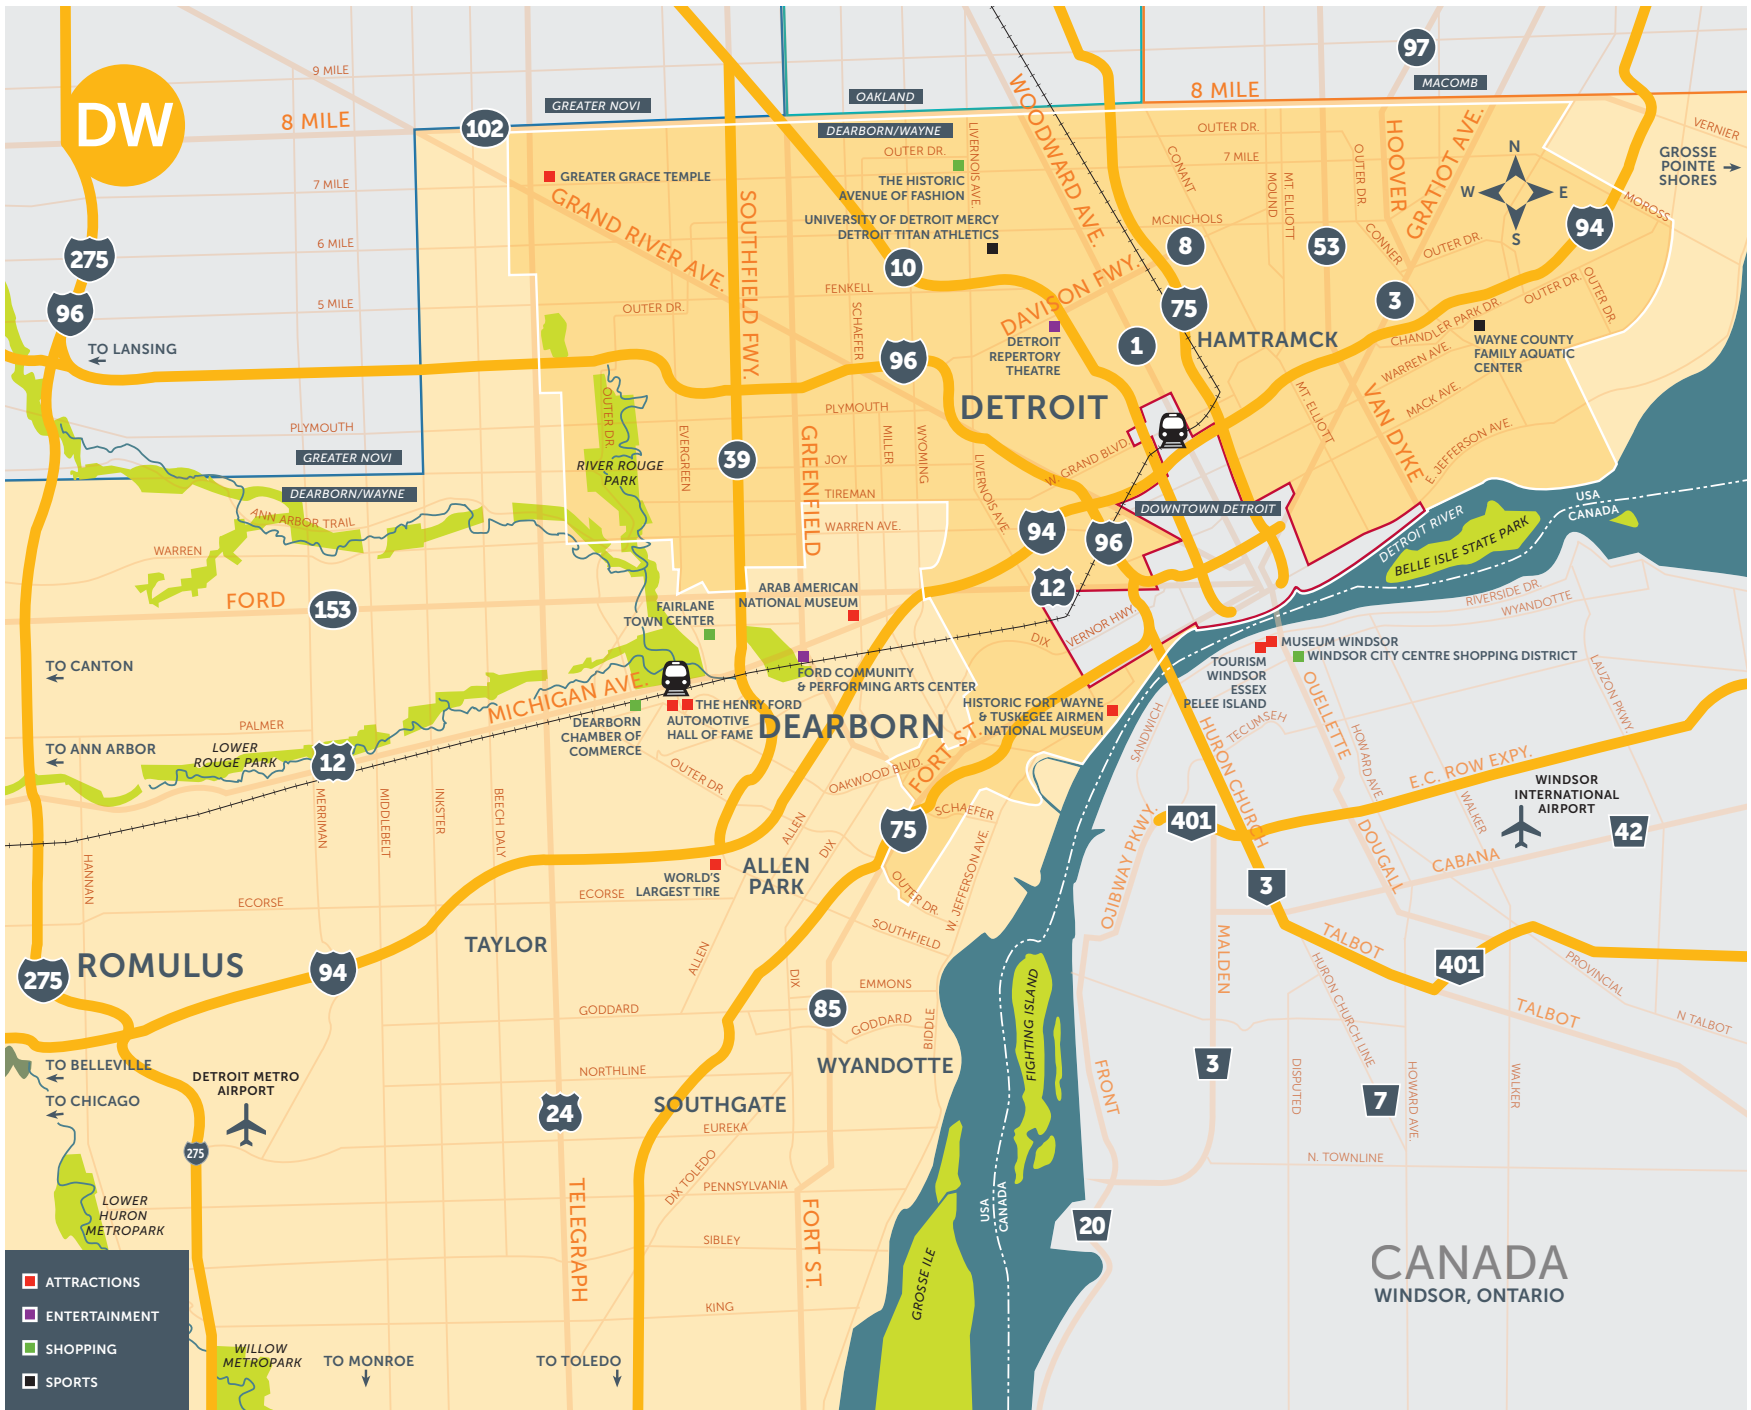 DW
9 MILE
8 MILE
102
GREATER NOVI
OAKLAND
DEARBORN/WAYNE
8 MILE
MACOMB
97
7 MILE
6 MILE
5 MILE
275
96
TO LANSING
PLYMOUTH
GREATER NOVI
DEARBORN/WAYNE
ANN ARBOR TRAIL
WARREN
FORD
153
TO CANTON
PALMER
TO ANN ARBOR
LOWER
ROUGE PARK
12
MICHIGAN AVE.
GREATER GRACE TEMPLE
GRAND RIVER AVE.
OUTER DR.
SOUTHFIELD FWY.
OUTER DR.
LIVERNOIS AVE.
THE HISTORIC
AVENUE OF FASHION
UNIVERSITY OF DETROIT MERCY
DETROIT TITAN ATHLETICS
10
FENKELL
SCHAEFER
96
PLYMOUTH
JOY
TIREMAN
WARREN AVE.
GREENFIELD
MILLER
WYOMING
LIVERNOIS AVE.
EVERGREEN
OUTER DR.
RIVER ROUGE
PARK
39
WOODWARD AVE.
DAVISON FWY.
DETROIT
REPERTORY
THEATRE
DETROIT
1
75
8
HAMTRAMCK
OUTER DR.
7 MILE
CONANT
MCNICHOLS
MOUND
MT. ELLIOTT
OUTER DR.
53
CONNER
HOOVER
GRATIOT AVE.
OUTER DR.
3
N
W
E
S
94
VERNIER
GROSSE
POINTE
SHORES
MOROSS
OUTER DR.
OUTER DR.
CHANDLER PARK DR.
WAYNE COUNTY
FAMILY AQUATIC
CENTER
WARREN AVE.
MACK AVE.
E. JEFFERSON AVE.
VAN DYKE
MT ELLIOTT
W. GRAND BLVD.
DOWNTOWN DETROIT
94
96
12
VERNOR HWY.
DIX
DETROIT RIVER
BELLE ISLE STATE PARK
USA
CANADA
RIVERSIDE DR.
WYANDOTTE
ARAB AMERICAN
NATIONAL MUSEUM
FAIRLANE
TOWN CENTER
FORD COMMUNITY
& PERFORMING ARTS CENTER
THE HENRY FORD
AUTOMOTIVE
HALL OF FAME
DEARBORN
CHAMBER OF
COMMERCE
DEARBORN
HISTORIC FORT WAYNE
& TUSKEGEE AIRMEN
NATIONAL MUSEUM
MUSEUM WINDSOR
WINDSOR CITY CENTRE SHOPPING DISTRICT
TOURISM
WINDSOR
ESSEX
PELEE ISLAND
OUTER DR.
OAKWOOD BLVD.
FORT ST.
SCHAEFER
75
ALLEN
DIX
W. JEFFERSON AVE.
OUTER DR.
SOUTHFIELD
WORLD'S
LARGEST TIRE
ALLEN
PARK
MERRIMAN
MIDDLEBELT
INKSTER
BEECH DALY
HANNAN
ECORSE
ECORSE
TAYLOR
275
ROMULUS
94
ALLEN
DIX
EMMONS
85
GODDARD
GODDARD
BIDDLE
WYANDOTTE
NORTHLINE
SOUTHGATE
EUREKA
24
DIX TOLEDO
PENNSYLVANIA
TELEGRAPH
FORT ST.
SIBLEY
KING
TO BELLEVILLE
TO CHICAGO
DETROIT METRO
AIRPORT
275
LOWER
HURON
METROPARK
WILLOW
METROPARK
TO MONROE
TO TOLEDO
ATTRACTIONS
ENTERTAINMENT
SHOPPING
SPORTS
GROSSE ILE
FIGHTING ISLAND
USA
CANADA
SANDWICH
HURON CHURCH
TECUMSEH
OUELLETTE
HOWARD AVE.
LAUZON PKWY.
E.C. ROW EXPY.
WINDSOR
INTERNATIONAL
AIRPORT
WALKER
DOUGALL
CABANA
42
401
OJIBWAY PKWY.
3
MALDEN
TALBOT
401
PROVINCIAL
TALBOT
N TALBOT
HURON CHURCH LINE
FRONT
3
DISPUTED
7
HOWARD AVE.
WALKER
N. TOWNLINE
20
CANADA
WINDSOR, ONTARIO